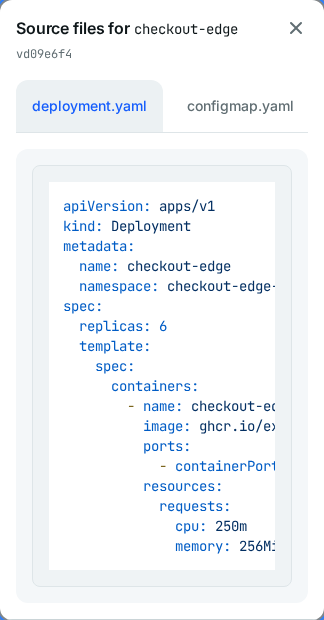 Source files for checkout-edge
vd09e6f4
deployment.yaml configmap.yaml
apiVersion: apps/v1
kind: Deployment
metadata:
  name: checkout-edge
  namespace: checkout-edge-
spec:
  replicas: 6
  template:
    spec:
      containers:
        - name: checkout-ed
          image: ghcr.io/ex
          ports:
            - containerPort
          resources:
            requests:
              cpu: 250m
              memory: 256Mi